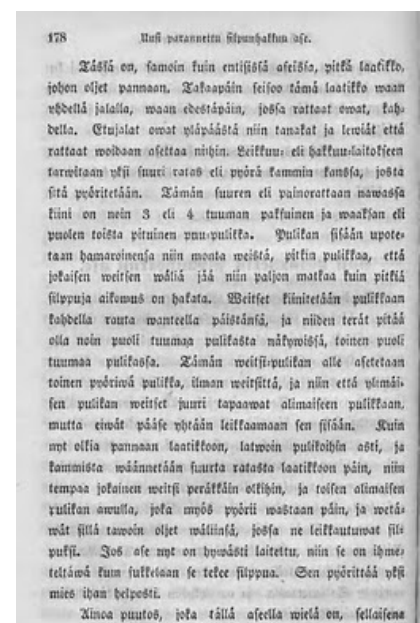 178 Uusi parannettu silpunhakkuu ase.
Tässä on, samoin kuin entisissä aseissa, pitkä laatikko,
johon oljet pannaan. Takaapäin seisoo tämä laatikko waan
yhdellä jalalla, waan edestäpäin, jossa rattaat owat, kah-
della. Etujalat owat yläpäästä niin tanakat ja lewiät että
rattaat woidaan asettaa niihin. Leikkuu- eli hakkuu-laitokseen
tarwitaan yksi suuri ratas eli pyörä kammin kanssa, josta
sitä pyöritetään. Tämän suuren eli painorattaan nawassa
kiini on noin 3 eli 4 tuuman paksuinen ja waaksan eli
puolen toista pituinen puu-pulikka. Pulikan sisään upote-
taan hamaroinensa niin monta weistä, pitkin pulikkaa, että
jokaisen weitsen wäliä jää niin paljon matkaa kuin pitkiä
silppuja aikomus on hakata. Weitset kiinitetään pulikkaan
kahdella rauta wanteella päistänsä, ja niiden terät pitää
olla noin puoli tuumaa pulikasta näkywissä, toinen puoli
tuumaa pulikassa. Tämän weitsi-pulikan alle asetetaan
toinen pyöriwä pulikka, ilman weitsittä, ja niin että ylimäi-
sen pulikan weitset juuri tapaawat alimaiseen pulikkaan,
mutta eiwät pääse yhtään leikkaamaan sen sisään. Kuin
nyt olkia pannaan laatikkoon, latwoin pulikoihin asti, ja
kammista wäännetään suurta ratasta laatikkoon päin, niin
tempaa jokainen weitsi peräkkäin olkihin, ja toisen alimaisen
pulikan awulla, joka myös pyörii wastaan päin, ja wetä-
wät sillä tawoin oljet wäliinsä, jossa ne leikkautuwat sil-
puksi. Jos ase nyt on hywästi laiteltu, niin se on ihme-
teltäwä kuin sukkelaan se tekee silppua. Sen pyörittää yksi
mies ihan helposti.
Ainoa puutos, joka tällä aseella wielä on, sellaisena